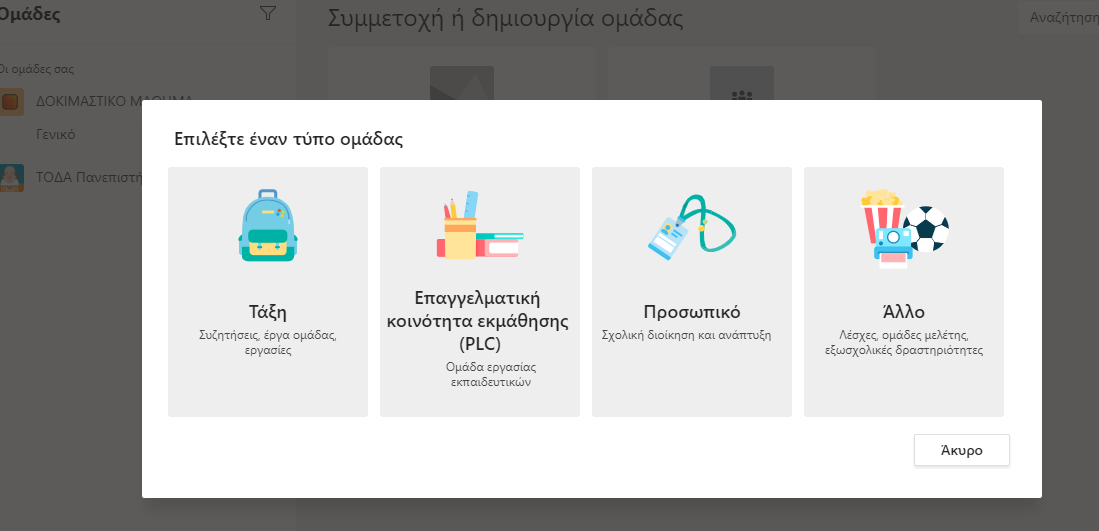 Ομάδες
Συμμετοχή ή δημιουργία ομάδας
Αναζήτηση
Οι ομάδες σας
ΔΟΚΙΜΑΣΤΙΚΟ ΜΑΘΗΜΑ
Γενικό
ΤΟΔΑ Πανεπιστή
Επιλέξτε έναν τύπο ομάδας
Τάξη
Συζητήσεις, έργα ομάδας,
εργασίες
Επαγγελματική
κοινότητα εκμάθησης
(PLC)
Ομάδα εργασίας
εκπαιδευτικών
Προσωπικό
Σχολική διοίκηση και ανάπτυξη
Άλλο
Λέσχες, ομάδες μελέτης,
εξωσχολικές δραστηριότητες
Άκυρο